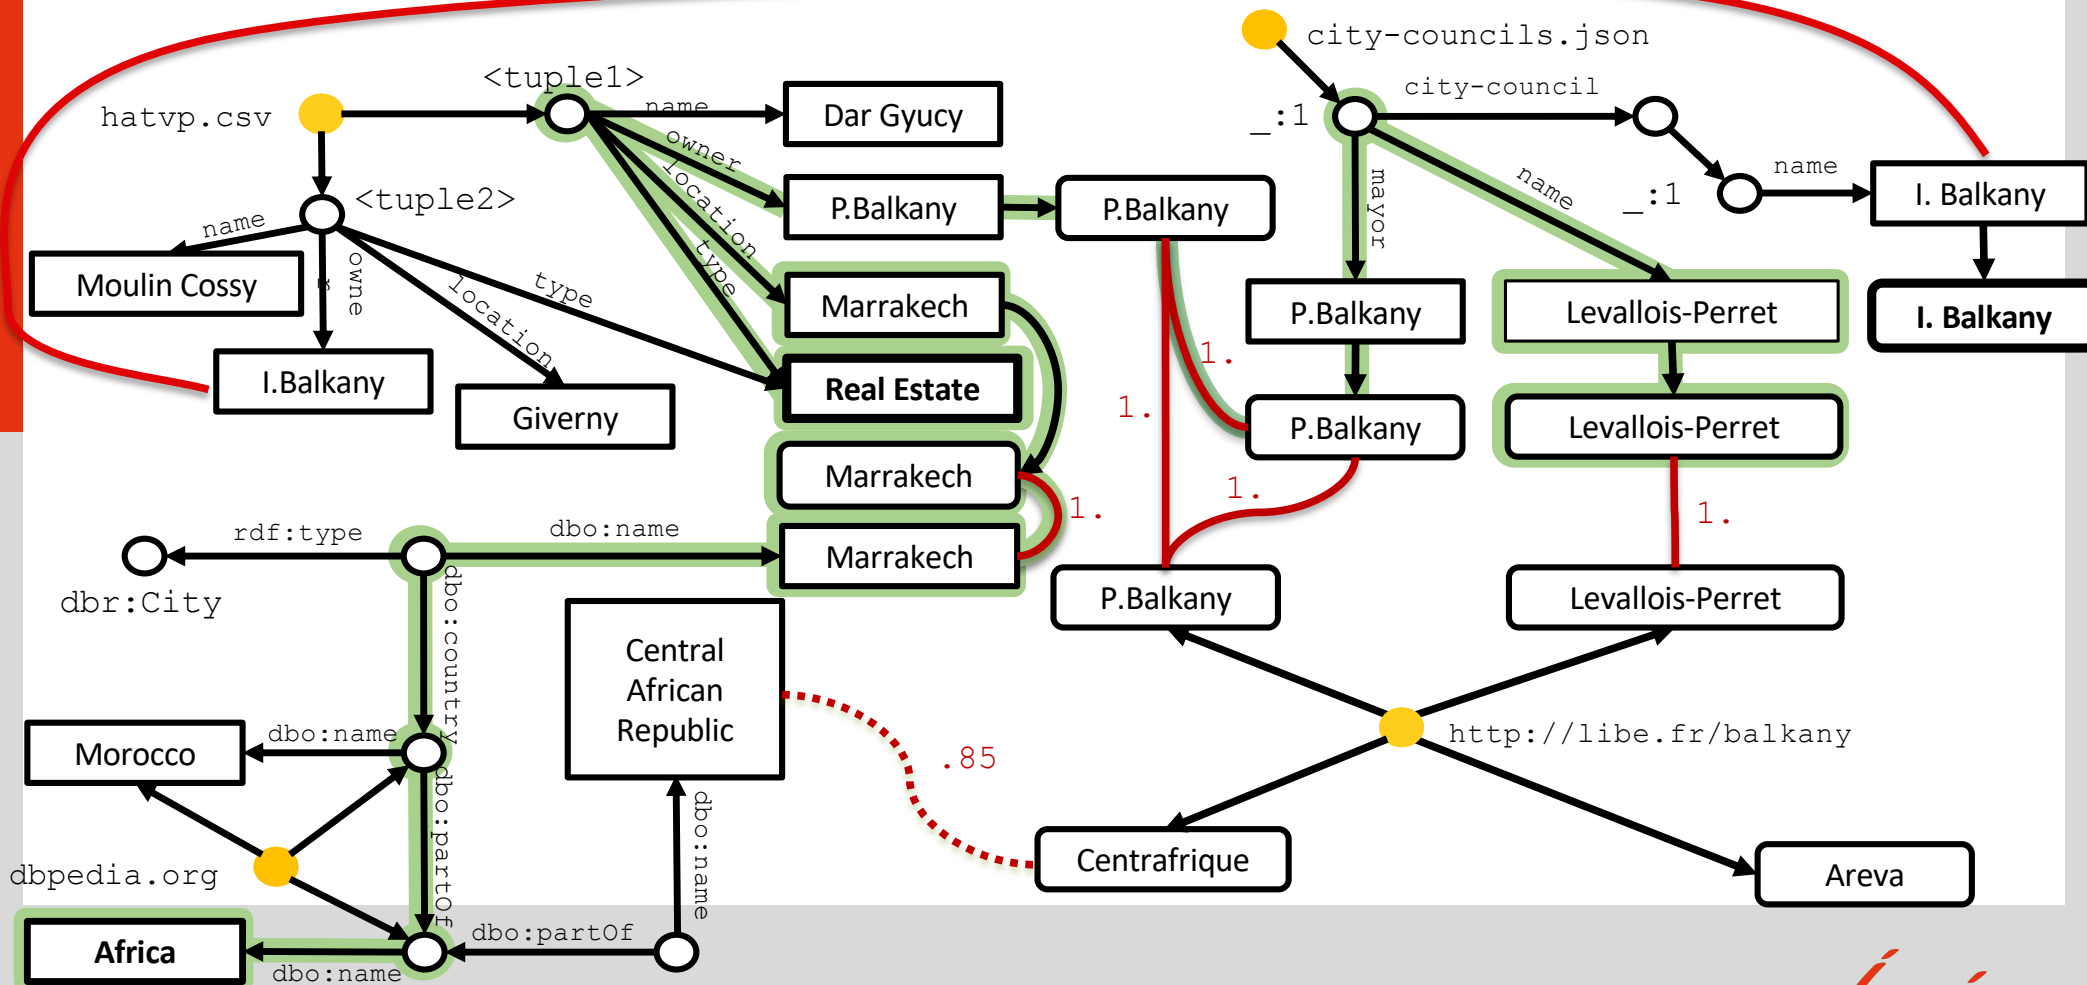 city-councils.json
<tuple1>
city-council
hatvp.csv
name
Dar Gyucy
_:1
owner
location
type
mayor
name
_:1
name
<tuple2>
P.Balkany
P.Balkany
I. Balkany
name
owne
r
location
type
Moulin Cossy
Marrakech
P.Balkany
Levallois-Perret
I. Balkany
1.
I.Balkany
Real Estate
1.
Giverny
P.Balkany
Levallois-Perret
Marrakech
1.
1.
1.
rdf:type
dbo:name
Marrakech
dbr:City
dbo:country
P.Balkany
Levallois-Perret
Central
African
Republic
dbo:name
Morocco
http://libe.fr/balkany
.85
dbo:partOf
dbo:name
Centrafrique
Areva
dbpedia.org
dbo:partOf
Africa
dbo:name